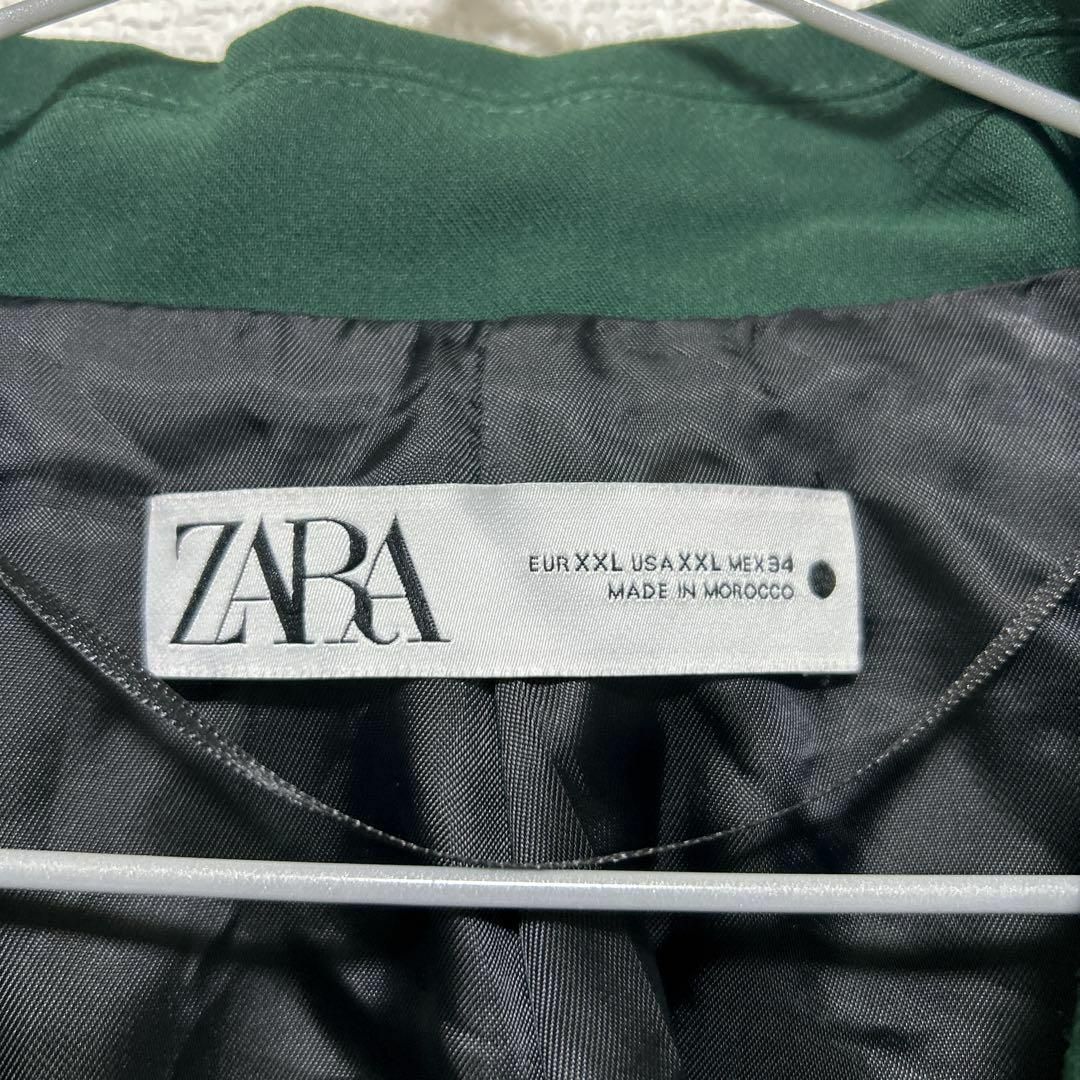 ZARA
EUR XXL USA XXL MEX 34
MADE IN MOROCCO